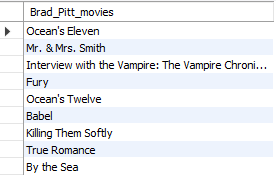 Brad_Pitt_movies
Ocean's Eleven
Mr. & Mrs. Smith
Interview with the Vampire: The Vampire Chroni...
Fury
Ocean's Twelve
Babel
Killing Them Softly
True Romance
By the Sea